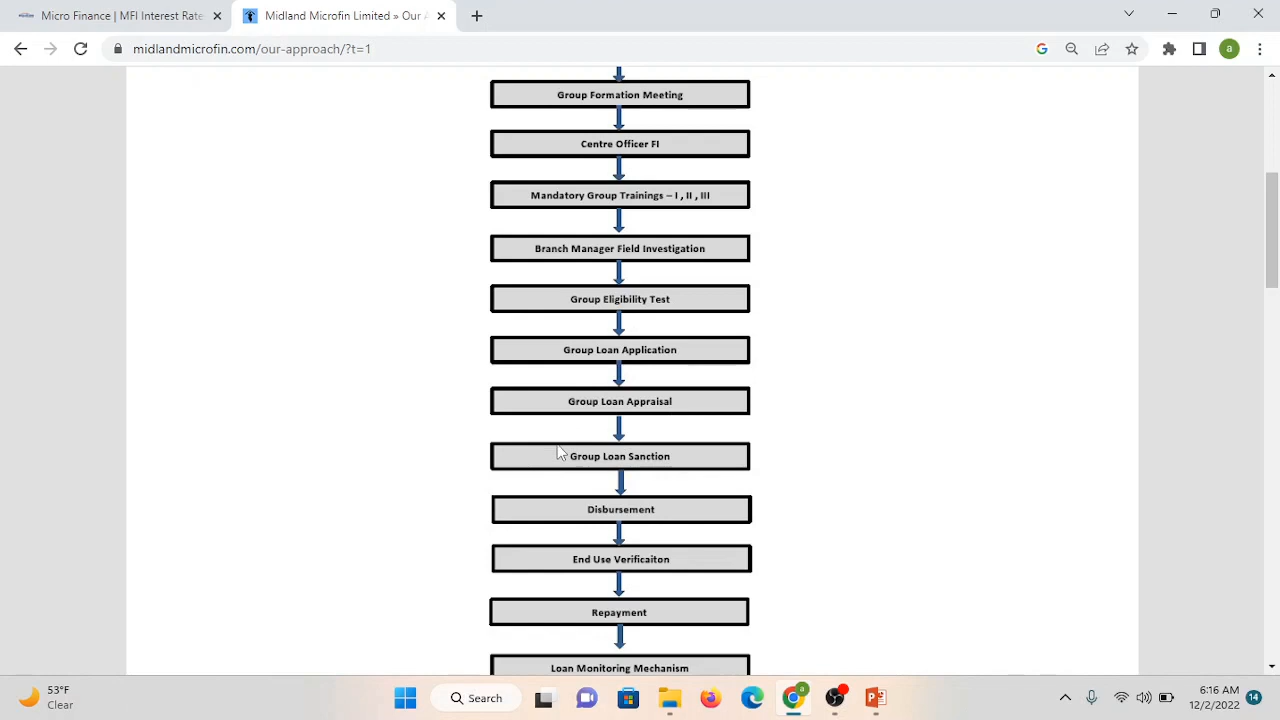 Micro Finance | MFI Interest Rate
Midland Microfin Limited » Our A
midlandmicrofin.com/our-approach/?t=1
a
Group Formation Meeting
Centre Officer FI
Mandatory Group Trainings – I , II , III
Branch Manager Field Investigation
Group Eligibility Test
Group Loan Application
Group Loan Appraisal
Group Loan Sanction
Disbursement
End Use Verificaiton
Repayment
Loan Monitoring Mechanism
53°F
Clear
Search
6:16 AM
12/2/2022
14